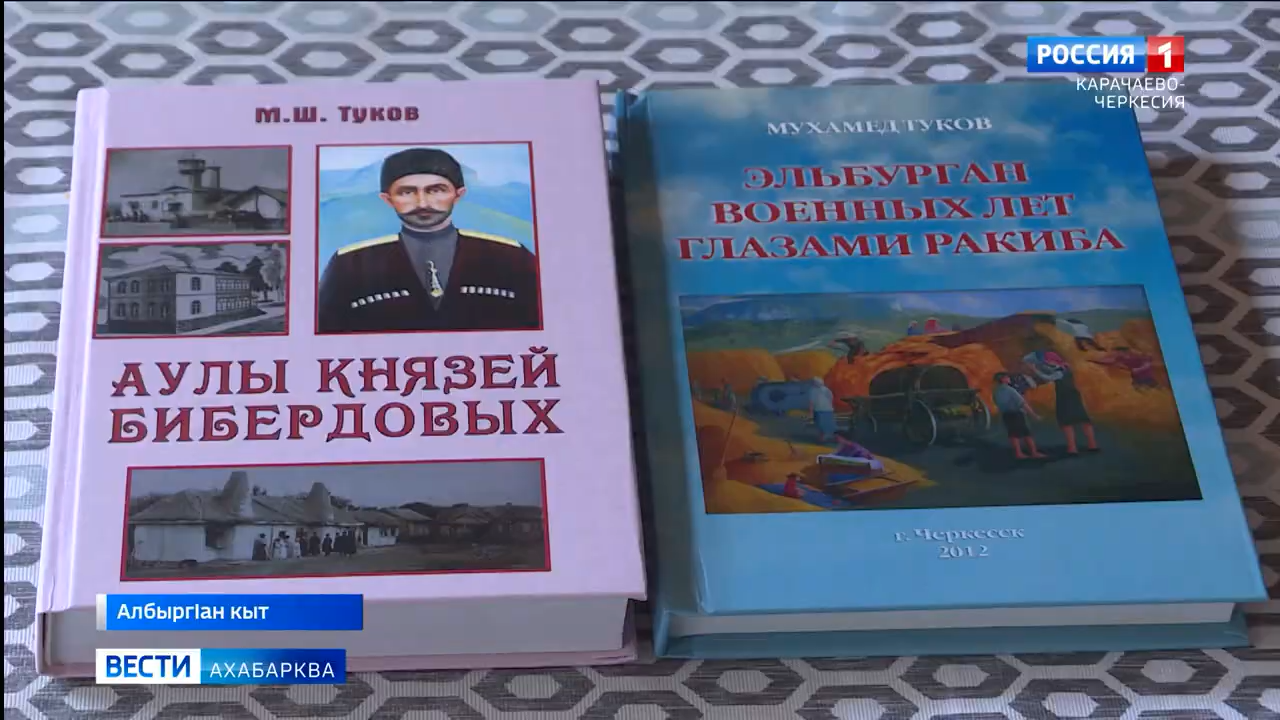 РОССИЯ 1
КАРАЧАЕВО-
ЧЕРКЕСИЯ
М.Ш. Туков
АУЛЫ КНЯЗЕЙ
БИБЕРДОВЫХ
МУХАМЕД ТУКОВ
ЭЛЬБУРГАН
ВОЕННЫХ ЛЕТ
ГЛАЗАМИ РАКИБА
г. Черкесск
2012
АлбыргӀан кыт
ВЕСТИ АХАБАРКВА